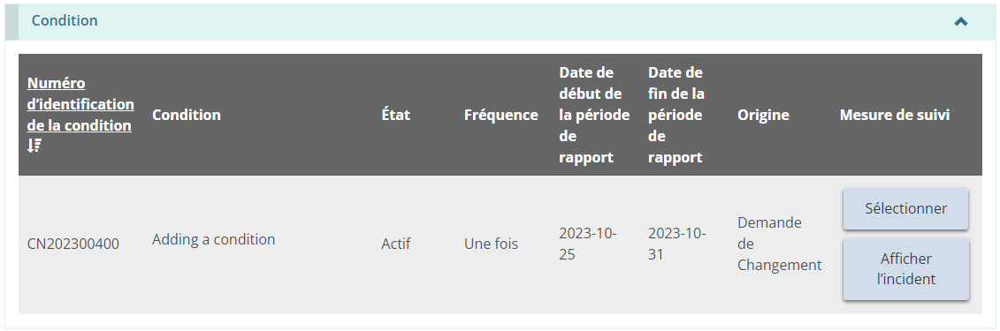 Condition
Numéro
d'identification
de la condition
Condition
État
Fréquence
Date de
début de
la période
de
rapport
Date de
fin de la
période
de
rapport
Origine
Mesure de suivi
CN202300400
Adding a condition
Actif
Une fois
2023-10-
25
2023-10-
31
Demande
de
Changement
Sélectionner
Afficher
l'incident